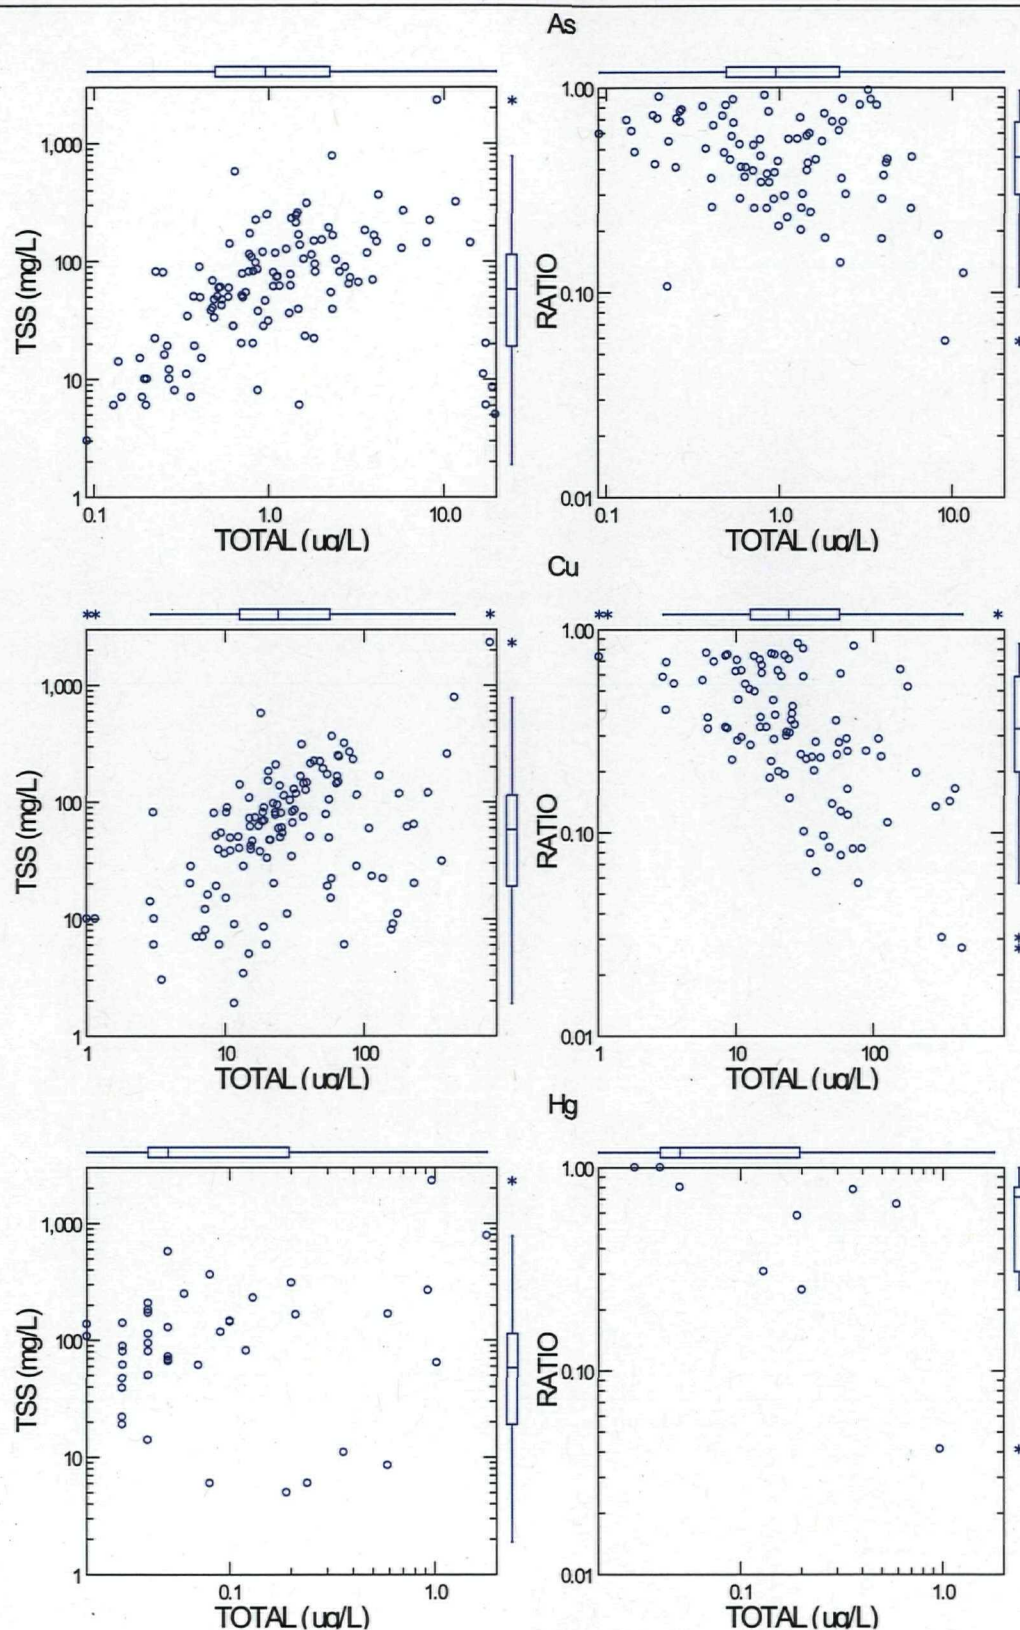 As
1,000
100
10
1
TSS (mg/L)
0.1 1.0 10.0
TOTAL (ug/L)
1.00
0.10
0.01
RATIO
0.1 1.0 10.0
TOTAL (ug/L)
Cu
1,000
100
10
1
TSS (mg/L)
1 10 100
TOTAL (ug/L)
1.00
0.10
0.01
RATIO
1 10 100
TOTAL (ug/L)
Hg
1,000
100
10
1
TSS (mg/L)
0.1 1.0
TOTAL (ug/L)
1.00
0.10
0.01
RATIO
0.1 1.0
TOTAL (ug/L)